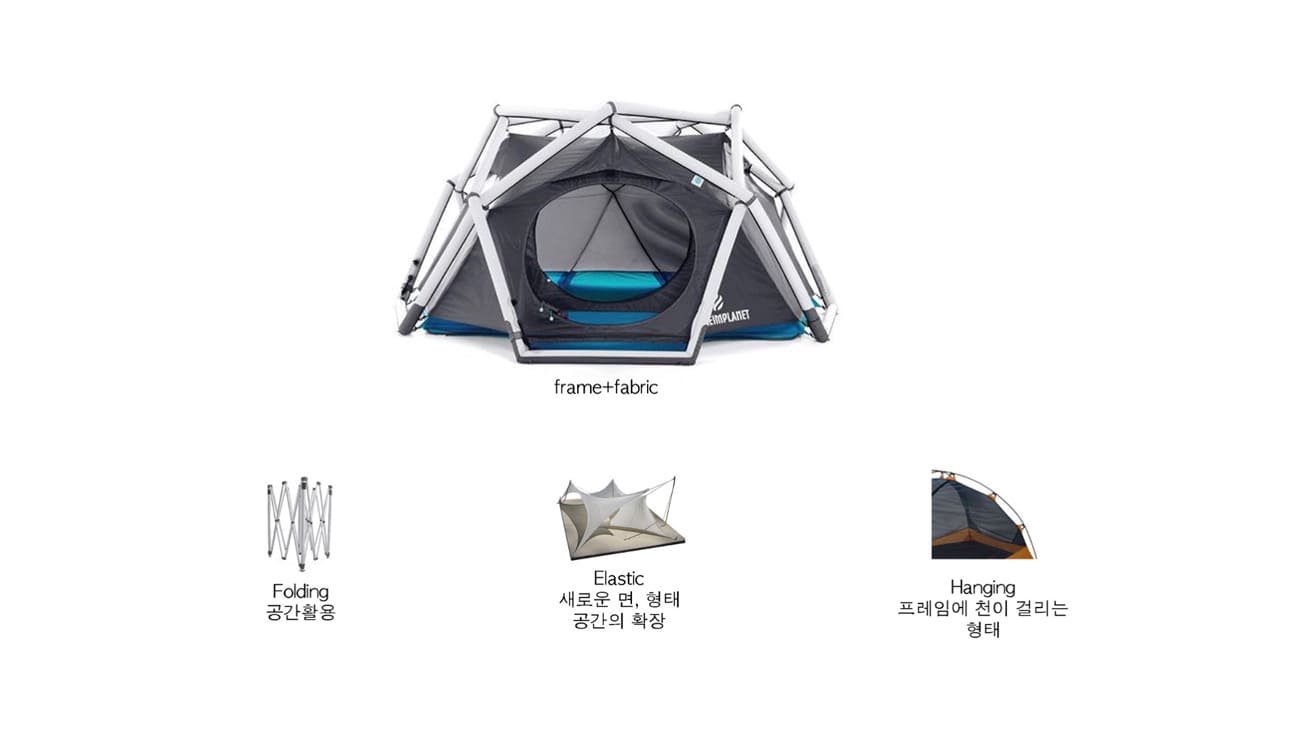 EIMPLANET
frame+fabric
Folding
공간활용
Elastic
새로운 면, 형태
공간의 확장
Hanging
프레임에 천이 걸리는
형태